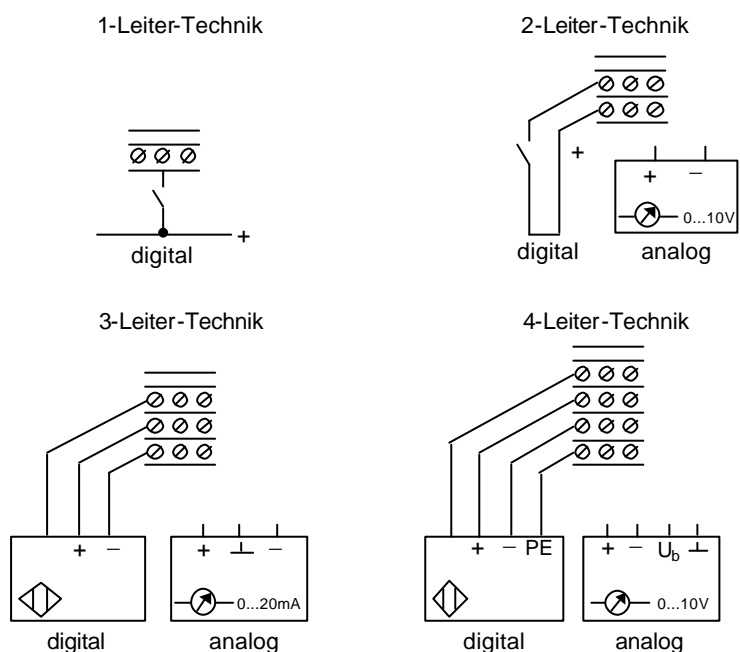 1-Leiter-Technik
2-Leiter-Technik
+
digital
+
+ −
0...10V
digital
analog
3-Leiter-Technik
4-Leiter-Technik
+ −
+ ⊥ −
0...20mA
digital
analog
+ − PE
+ − Ub ⊥
0...10V
digital
analog